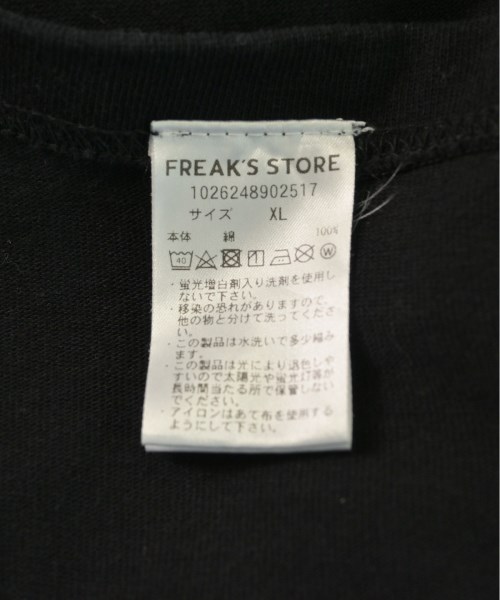 FREAK'S STORE
1026248902517
サイズ XL
本体 綿 100%
40 W
・蛍光増白剤入り洗剤を使用し
ないで下さい。
・移染の恐れがありますので、
他の物と分けて洗ってくださ
い。
・この製品は水洗いで多少縮み
ます。
・この製品は光により退色しや
すいので太陽光や蛍光灯等が
長時間当たる所で保管しない
でください。
・アイロンはあて布を使用する
ようにして下さい。